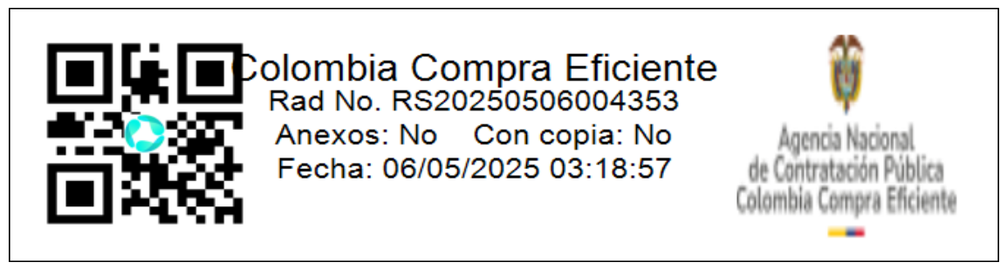 Colombia Compra Eficiente
Rad No. RS20250506004353
Anexos: No Con copia: No
Fecha: 06/05/2025 03:18:57
Agencia Nacional
de Contratación Pública
Colombia Compra Eficiente